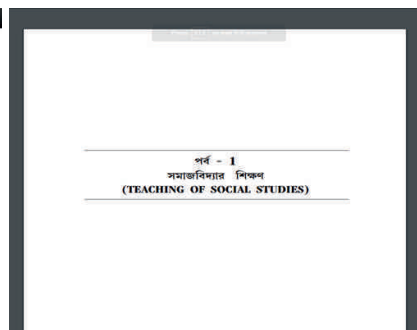 পর্ব - 1
সমাজবিদ্যার শিক্ষণ
(TEACHING OF SOCIAL STUDIES)